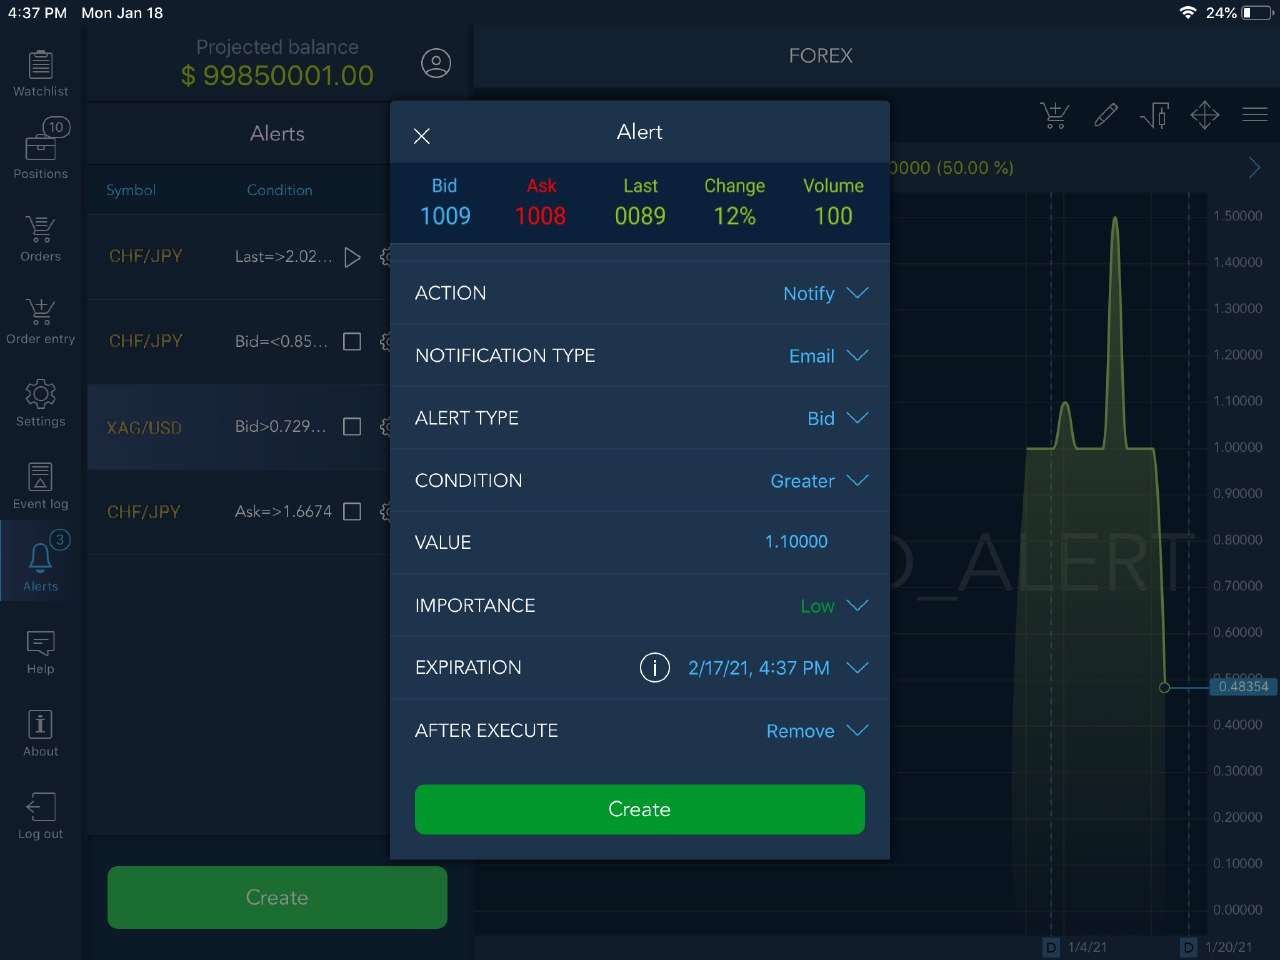 4:37 PM Mon Jan 18
24%
Watchlist
10
Positions
Orders
Order entry
Settings
Event log
3
Alerts
Help
About
Log out
Projected balance
$ 99850001.00
Alerts
Symbol Condition
CHF/JPY Last=>2.02...
CHF/JPY Bid=<0.85...
XAG/USD Bid>0.729...
CHF/JPY Ask=>1.6674
Create
FOREX
0000 (50.00 %)
Alert
Bid Ask Last Change Volume
1009 1008 0089 12% 100
ACTION Notify
NOTIFICATION TYPE Email
ALERT TYPE Bid
CONDITION Greater
VALUE 1.10000
IMPORTANCE Low
EXPIRATION i 2/17/21, 4:37 PM
AFTER EXECUTE Remove
Create
D_ALERT
1.50000
1.40000
1.30000
1.20000
1.10000
1.00000
0.90000
0.80000
0.70000
0.60000
0.48354
0.40000
0.30000
0.20000
0.10000
0.00000
D 1/4/21
D 1/20/21